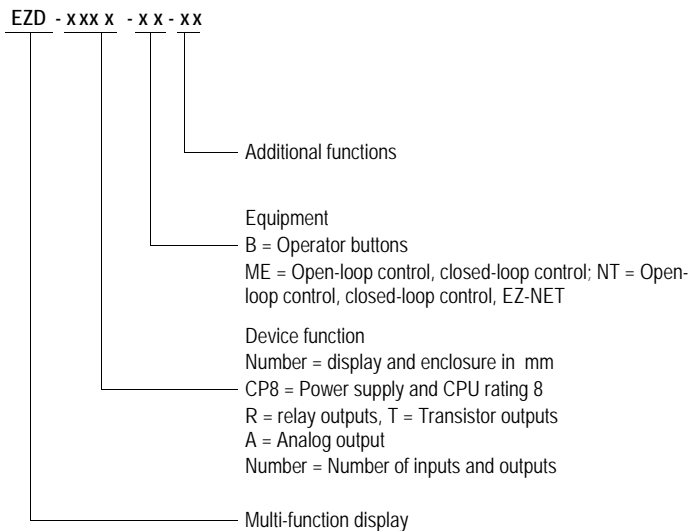 EZD - x xx x - x x - x x
Additional functions
Equipment
B = Operator buttons
ME = Open-loop control, closed-loop control; NT = Open-
loop control, closed-loop control, EZ-NET
Device function
Number = display and enclosure in mm
CP8 = Power supply and CPU rating 8
R = relay outputs, T = Transistor outputs
A = Analog output
Number = Number of inputs and outputs
Multi-function display